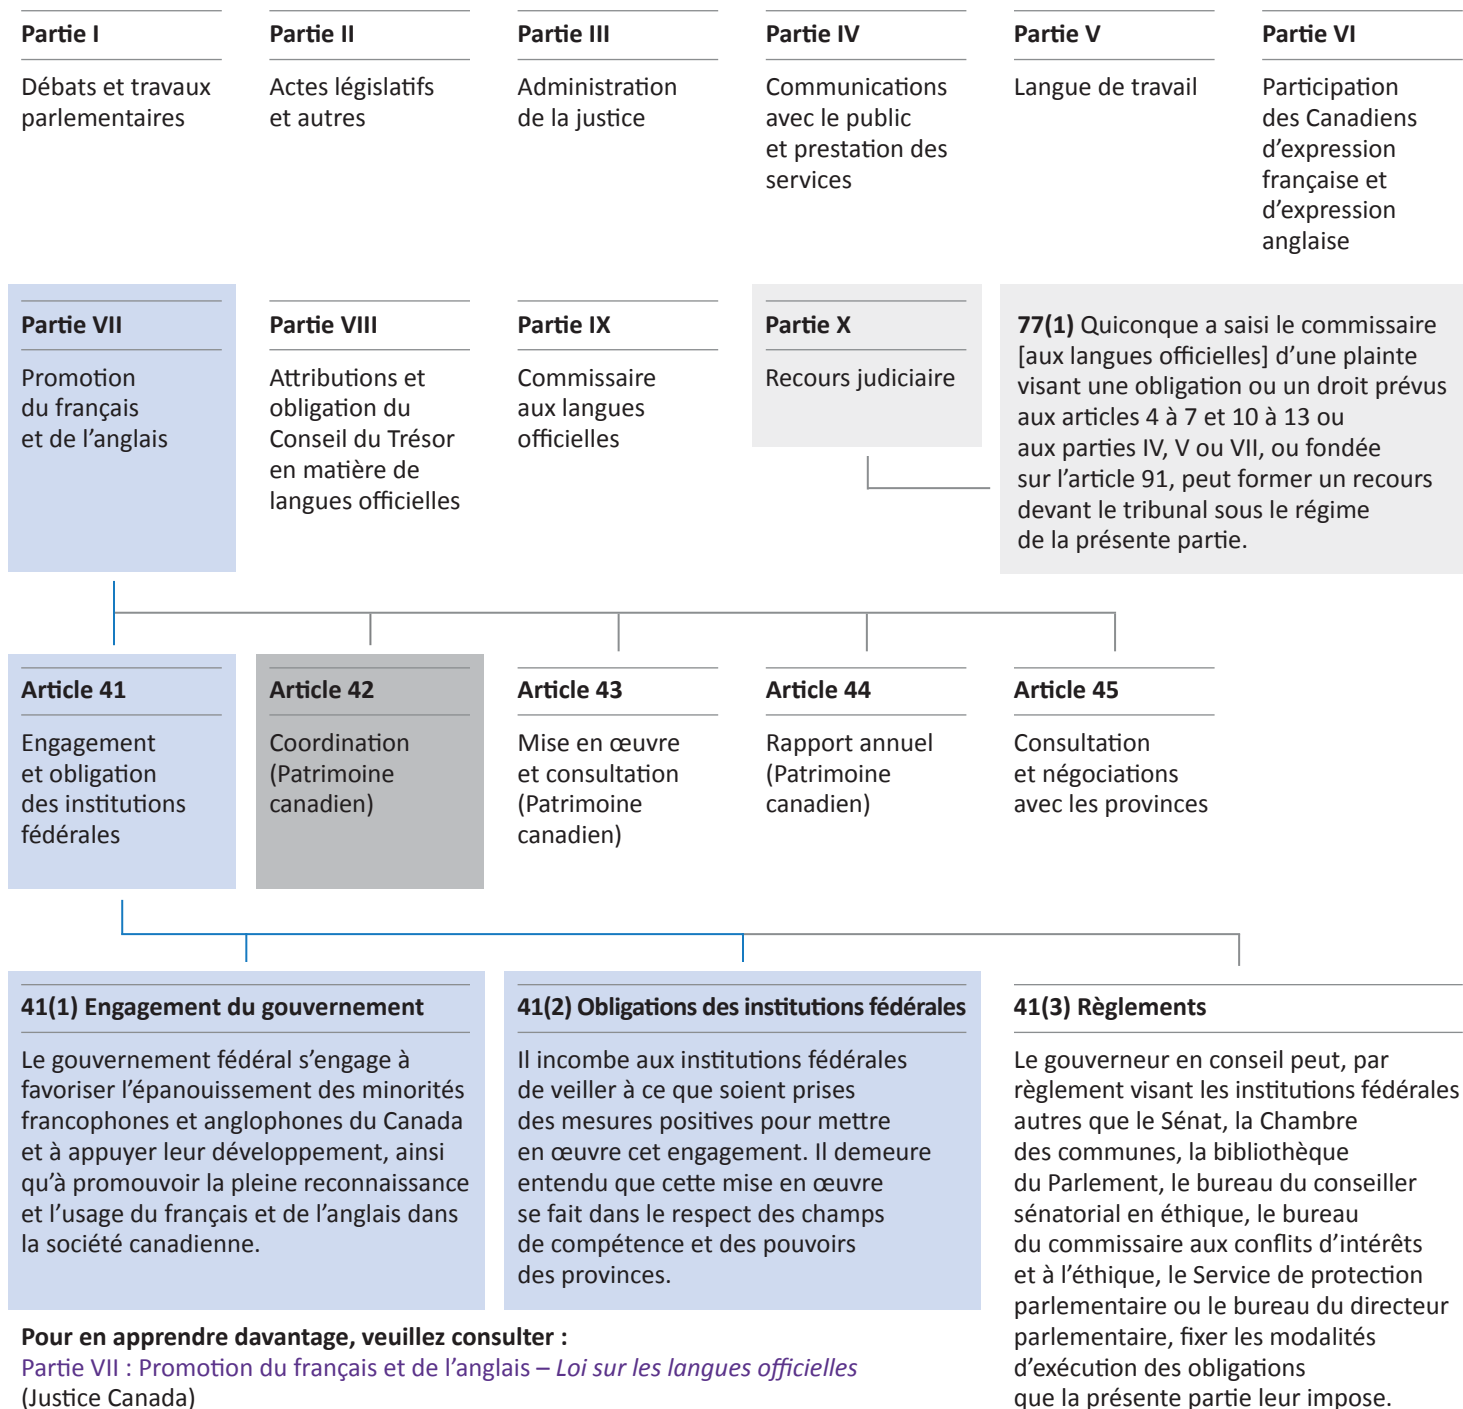 Partie I
Débats et travaux
parlementaires
Partie II
Actes législatifs
et autres
Partie III
Administration
de la justice
Partie IV
Communications
avec le public
et prestation des
services
Partie V
Langue de travail
Partie VI
Participation
des Canadiens
d’expression
française et
d’expression
anglaise
Partie VII
Promotion
du français
et de l’anglais
Partie VIII
Attributions et
obligation du
Conseil du Trésor
en matière de
langues officielles
Partie IX
Commissaire
aux langues
officielles
Partie X
Recours judiciaire
77(1) Quiconque a saisi le commissaire
[aux langues officielles] d’une plainte
visant une obligation ou un droit prévus
aux articles 4 à 7 et 10 à 13 ou
aux parties IV, V ou VII, ou fondée
sur l’article 91, peut former un recours
devant le tribunal sous le régime
de la présente partie.
Article 41
Engagement
et obligation
des institutions
fédérales
Article 42
Coordination
(Patrimoine
canadien)
Article 43
Mise en œuvre
et consultation
(Patrimoine
canadien)
Article 44
Rapport annuel
(Patrimoine
canadien)
Article 45
Consultation
et négociations
avec les provinces
41(1) Engagement du gouvernement
Le gouvernement fédéral s’engage à
favoriser l’épanouissement des minorités
francophones et anglophones du Canada
et à appuyer leur développement, ainsi
qu’à promouvoir la pleine reconnaissance
et l’usage du français et de l’anglais dans
la société canadienne.
41(2) Obligations des institutions fédérales
Il incombe aux institutions fédérales
de veiller à ce que soient prises
des mesures positives pour mettre
en œuvre cet engagement. Il demeure
entendu que cette mise en œuvre
se fait dans le respect des champs
de compétence et des pouvoirs
des provinces.
41(3) Règlements
Le gouverneur en conseil peut, par
règlement visant les institutions fédérales
autres que le Sénat, la Chambre
des communes, la bibliothèque
du Parlement, le bureau du conseiller
sénatorial en éthique, le bureau
du commissaire aux conflits d’intérêts
et à l’éthique, le Service de protection
parlementaire ou le bureau du directeur
parlementaire, fixer les modalités
d’exécution des obligations
que la présente partie leur impose.
Pour en apprendre davantage, veuillez consulter :
Partie VII : Promotion du français et de l’anglais – Loi sur les langues officielles
(Justice Canada)